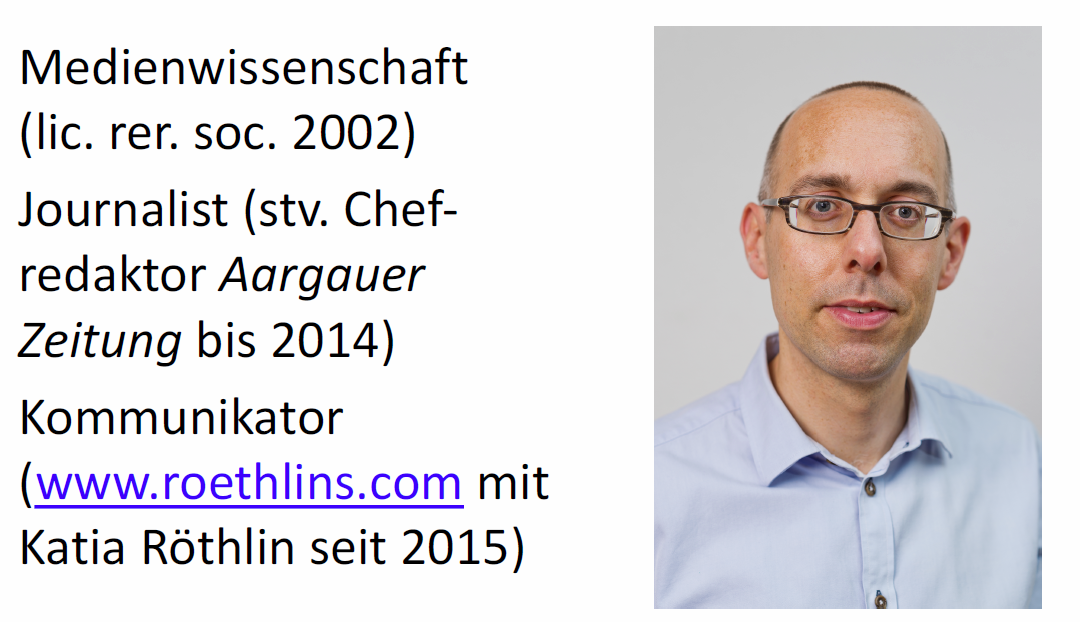 Medienwissenschaft
(lic. rer. soc. 2002)
Journalist (stv. Chef-
redaktor Aargauer
Zeitung bis 2014)
Kommunikator
(www.roethlins.com mit
Katia Röthlin seit 2015)